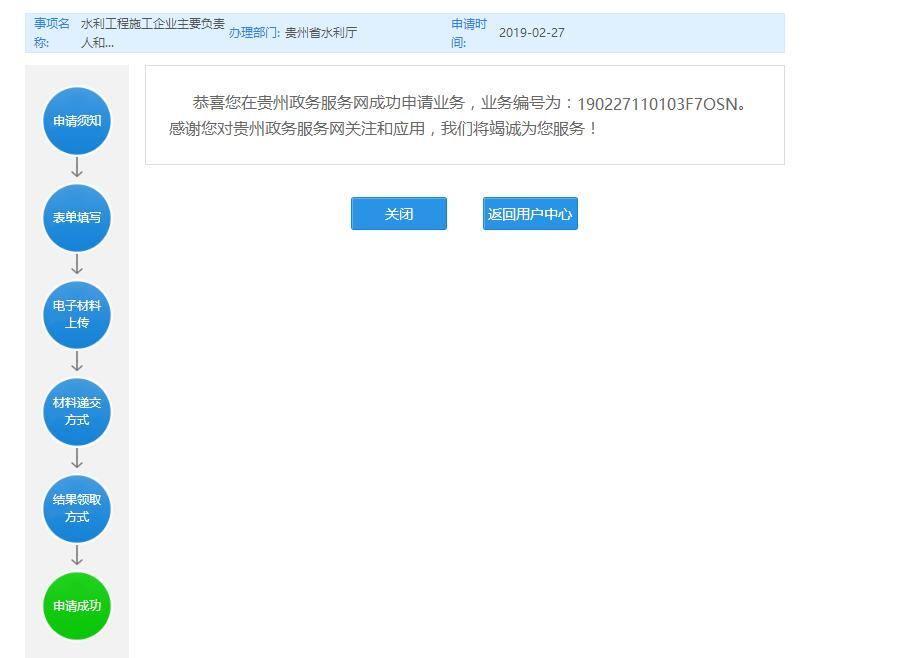 事项名称: 水利工程施工企业主要负责人和... 办理部门: 贵州省水利厅 申请时间: 2019-02-27
申请须知
表单填写
电子材料
上传
材料递交
方式
结果领取
方式
申请成功
恭喜您在贵州政务服务网成功申请业务，业务编号为：190227110103F7OSN。
感谢您对贵州政务服务网关注和应用，我们将竭诚为您服务！
关闭 返回用户中心